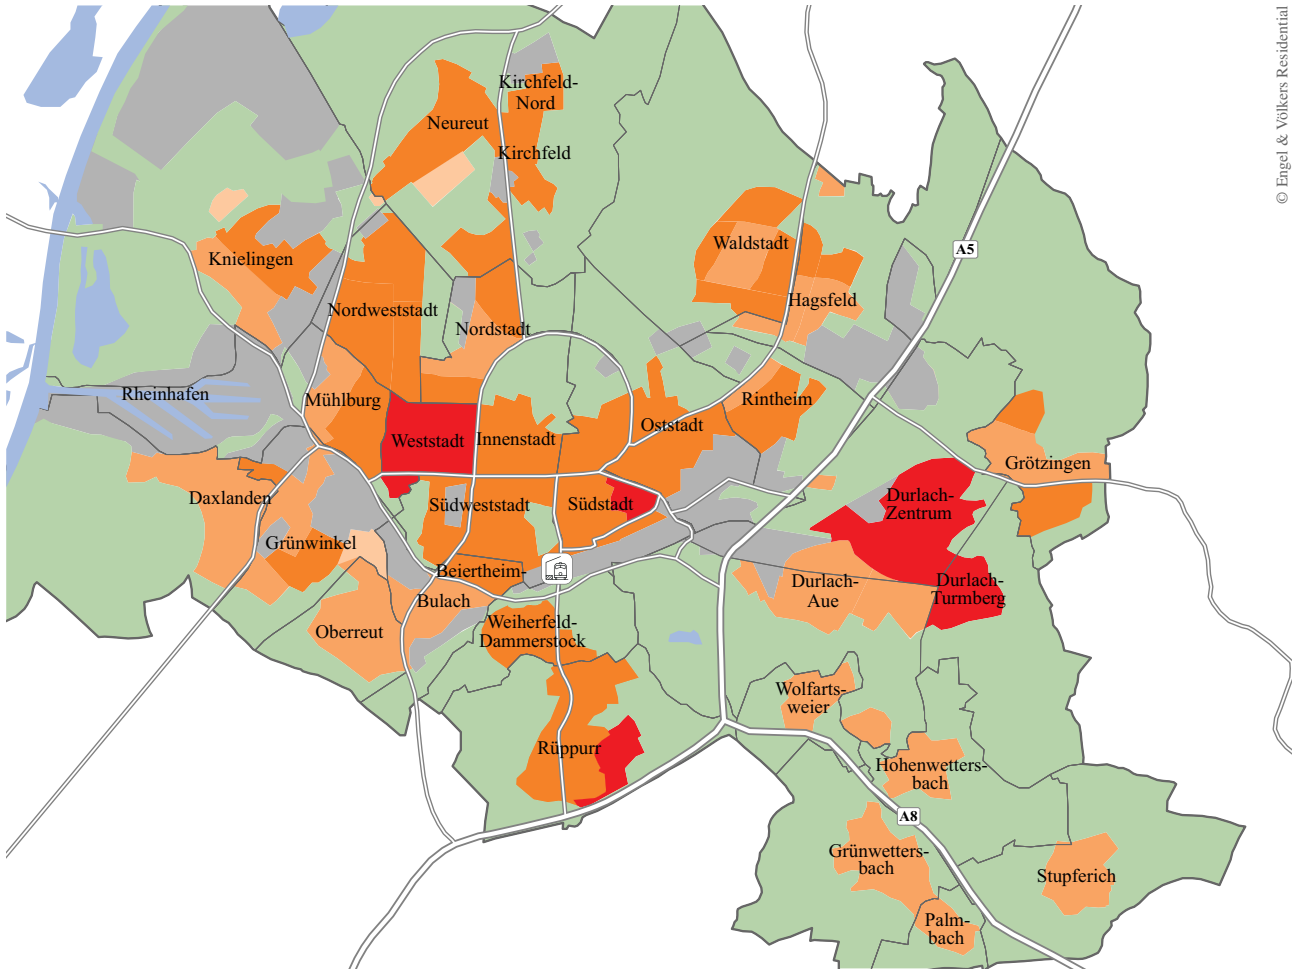 © Engel & Völkers Residential
Kirchfeld-
Nord
Neureut
Kirchfeld
Knielingen
Waldstadt
A5
Nordweststadt
Nordstadt
Hagsfeld
Rheinhafen
Mühlburg
Rintheim
Weststadt
Innenstadt
Oststadt
Grötzingen
Daxlanden
Südweststadt
Südstadt
Durlach-
Zentrum
Grünwinkel
Beiertheim-
Bulach
Durlach-
Aue
Durlach-
Turmberg
Oberreut
Weiherfeld-
Dammerstock
Wolfarts-
weier
Rüppurr
Hohenwetters-
bach
A8
Grünwetters-
bach
Stupferich
Palm-
bach